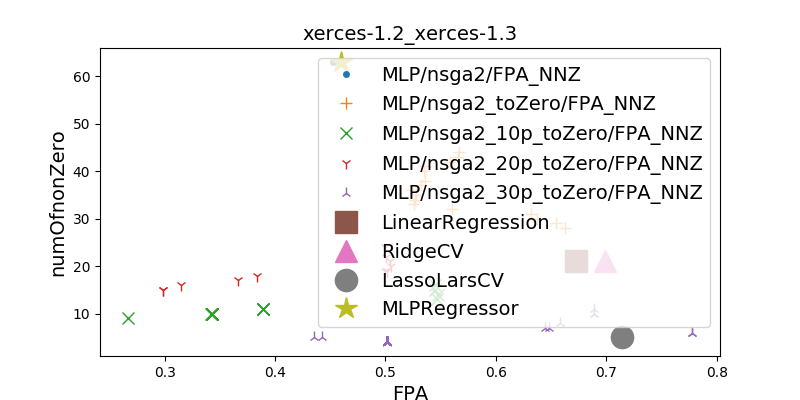 xerces-1.2_xerces-1.3
numOfnonZero
60
50
40
30
20
10
MLP/nsga2/FPA_NNZ
MLP/nsga2_toZero/FPA_NNZ
MLP/nsga2_10p_toZero/FPA_NNZ
MLP/nsga2_20p_toZero/FPA_NNZ
MLP/nsga2_30p_toZero/FPA_NNZ
LinearRegression
RidgeCV
LassoLarsCV
MLPRegressor
0.3 0.4 0.5 0.6 0.7 0.8
FPA